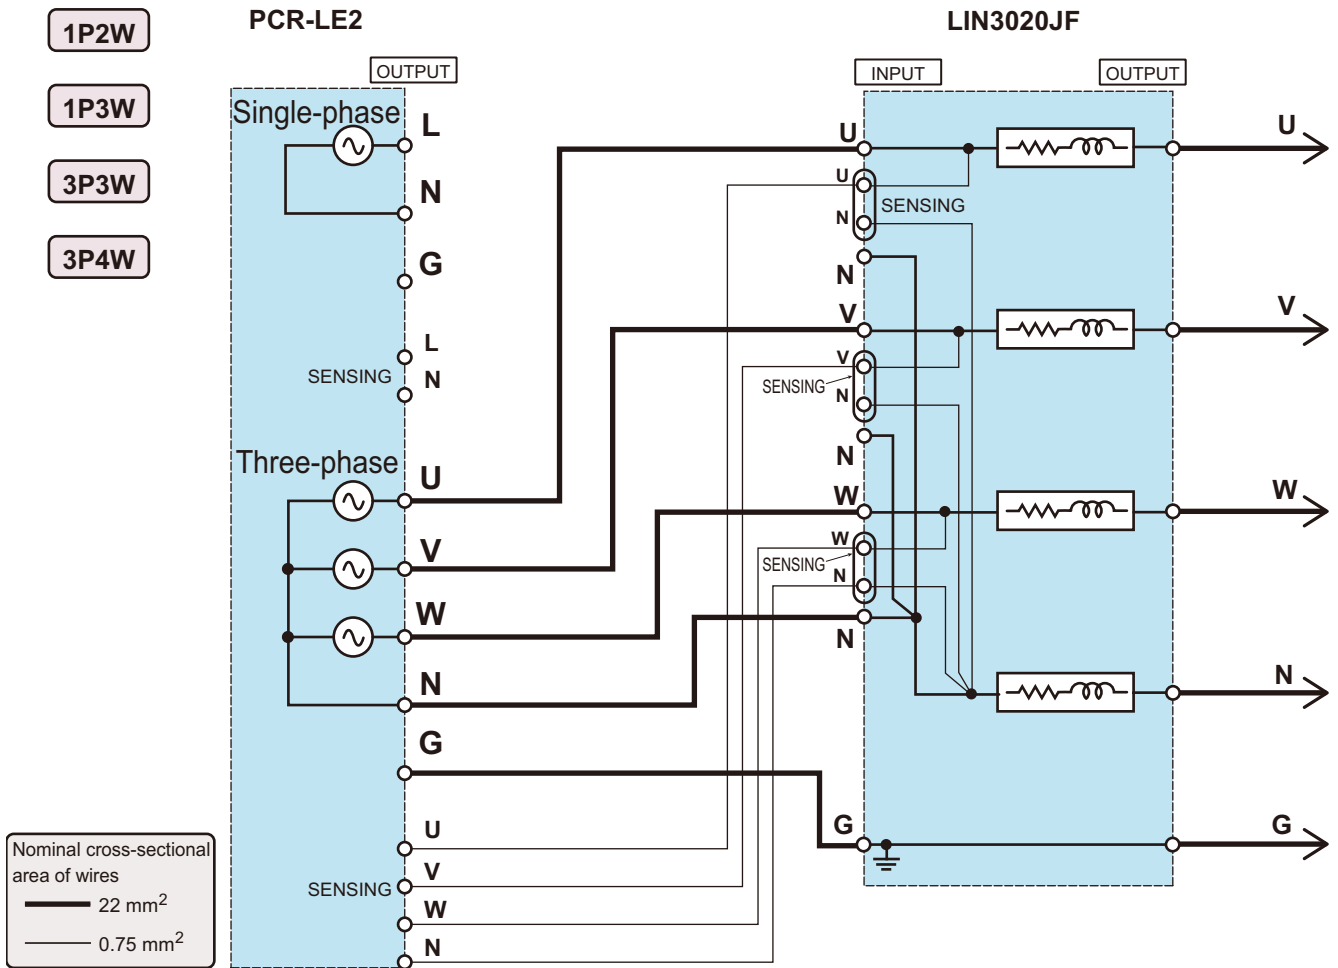 1P2W
1P3W
3P3W
3P4W
PCR-LE2
OUTPUT
Single-phase
L
N
G
L
SENSING
N
Three-phase
U
V
W
N
G
U
V
SENSING
W
N
Nominal cross-sectional
area of wires
22 mm²
0.75 mm²
LIN3020JF
INPUT
OUTPUT
U
U
SENSING
N
N
V
V
SENSING
N
N
W
W
SENSING
N
N
G
U
V
W
N
G